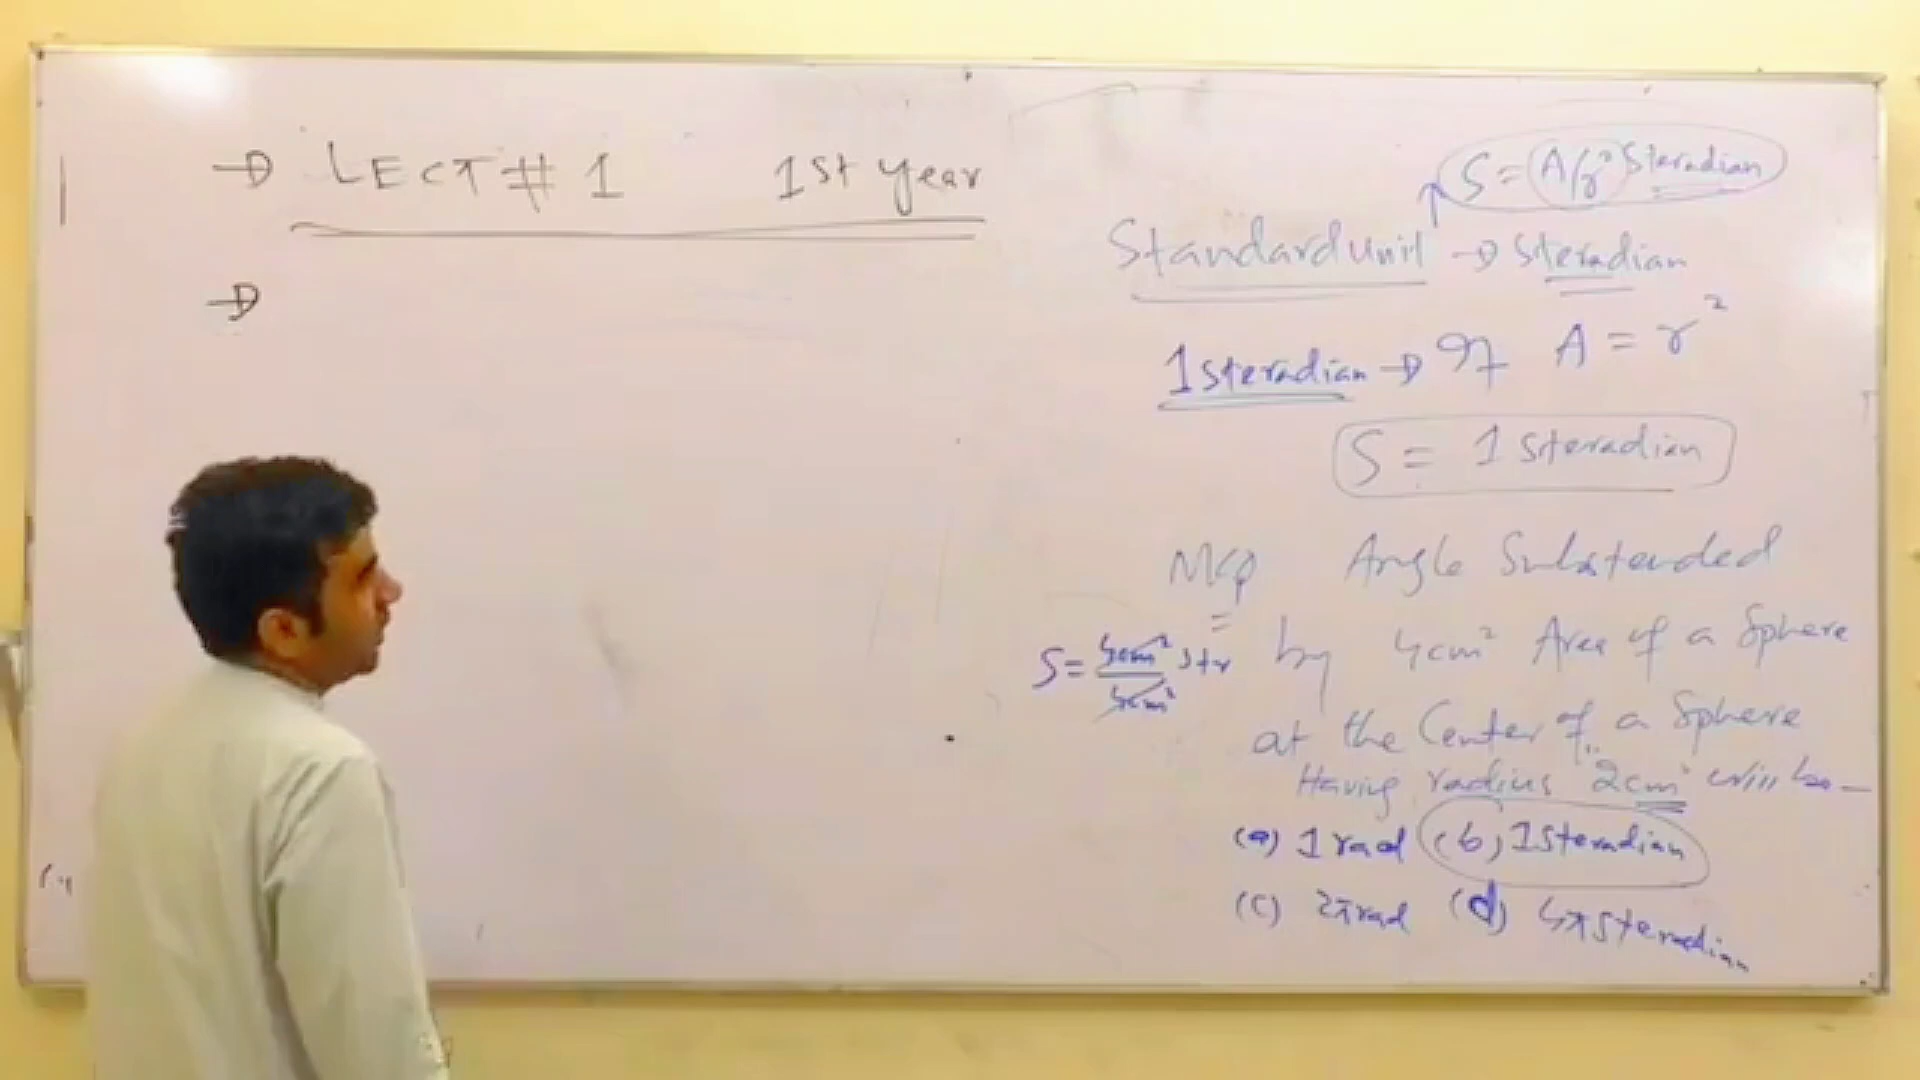 LECT # 1 1st year
S = A/r² Steradian
Standard unit → Steradian
1 steradian → If A = r²
S = 1 steradian
MCQ Angle Substended
by 4cm² Area of a Sphere
S = 4cm²/4cm² str
at the Center of a Sphere
Having radius 2cm will be —
(a) 1 rad (b) 1 Steradian
(c) 2π rad (d) 4π Steradian